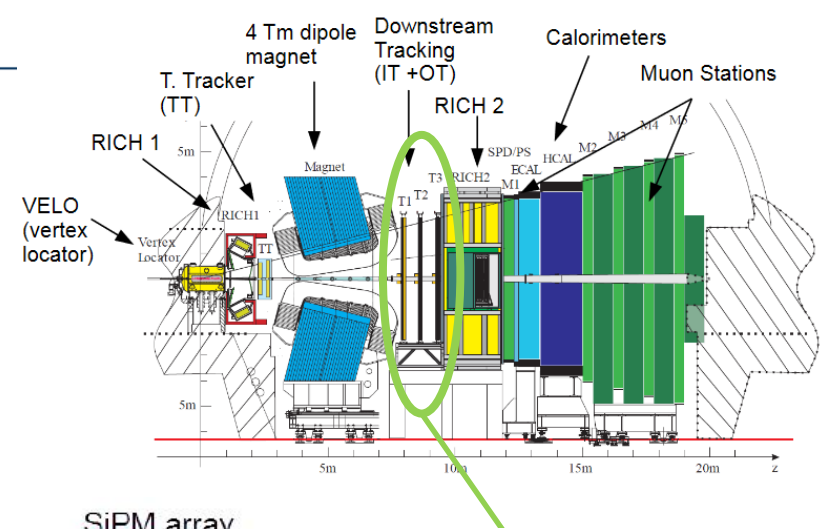 4 Tm dipole
magnet
Downstream
Tracking
(IT +OT)
Calorimeters
Muon Stations
T. Tracker
(TT)
RICH 2
RICH 1
VELO
(vertex
locator)
5m
Magnet
SPD/PS
ECAL
HCAL
M1
M2
M3
M4
M5
T1
T2
T3
RICH2
RICH1
TT
Vertex
Locator
5m
5m
10m
15m
20m
z
SiPM array